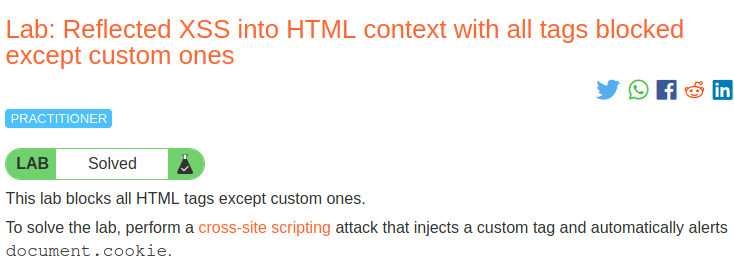 Lab: Reflected XSS into HTML context with all tags blocked
except custom ones
PRACTITIONER
LAB Solved
This lab blocks all HTML tags except custom ones.
To solve the lab, perform a cross-site scripting attack that injects a custom tag and automatically alerts
document.cookie.